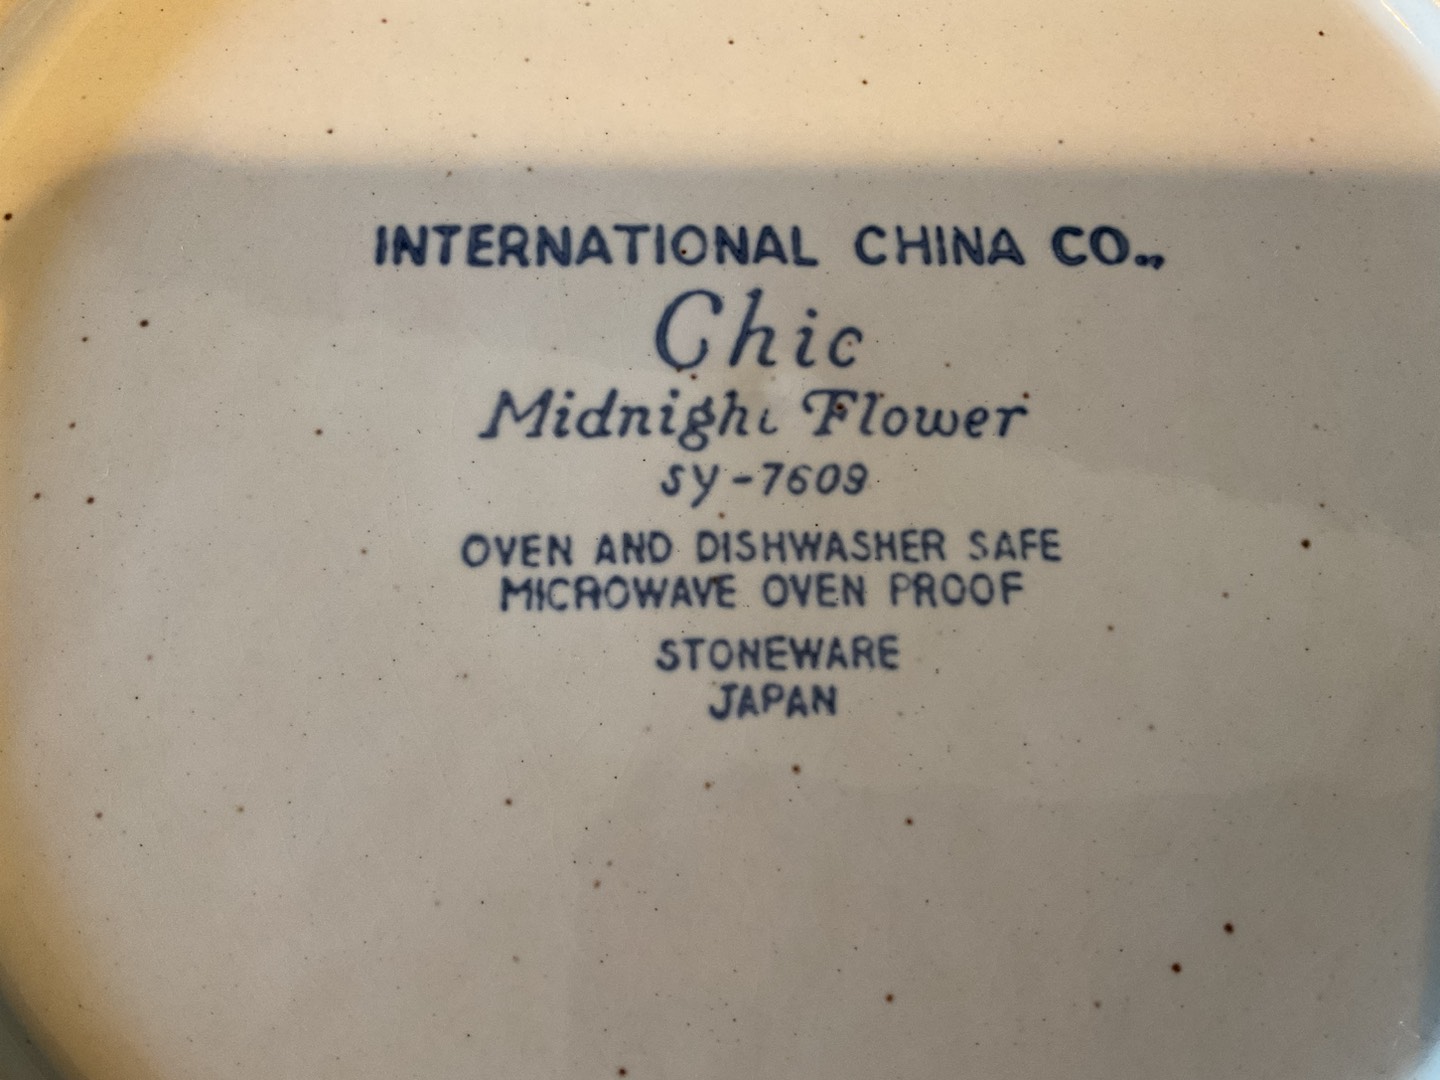 INTERNATIONAL CHINA CO.,,
Chic
Midnight Flower
SY-7609
OVEN AND DISHWASHER SAFE
MICROWAVE OVEN PROOF
STONEWARE
JAPAN